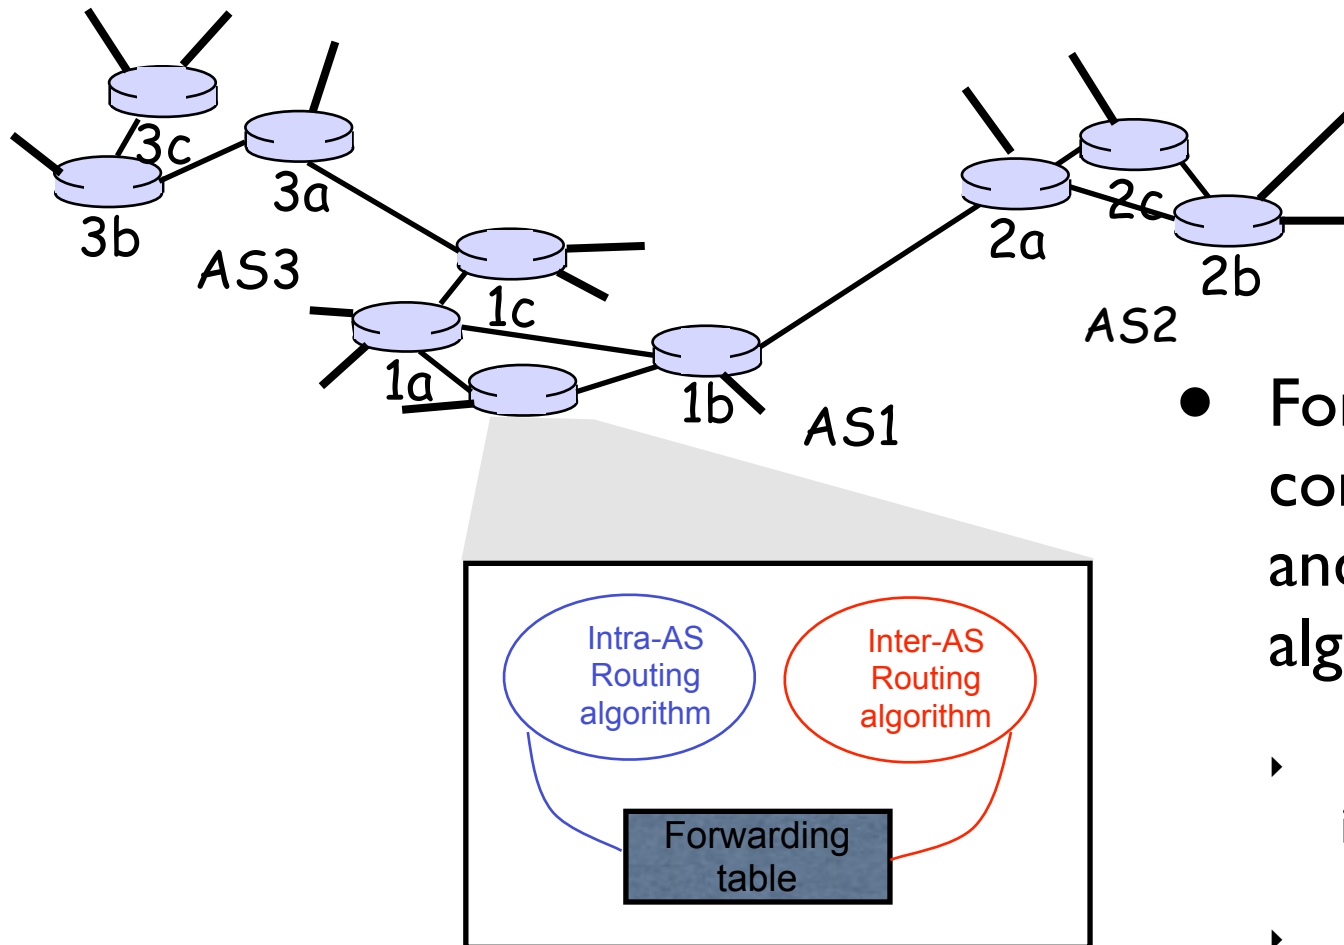 3c
3a
3b
AS3
1c
1a
1b
AS1
2c
2a
2b
AS2
Intra-AS
Routing
algorithm
Inter-AS
Routing
algorithm
Forwarding
table